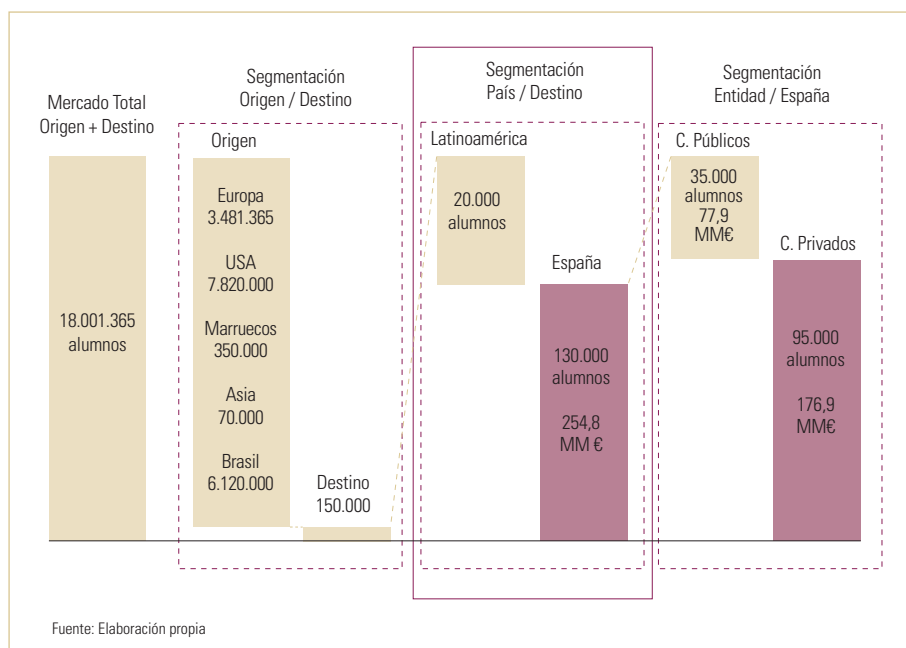 Mercado Total
Origen + Destino
18.001.365
alumnos
Segmentación
Origen / Destino
Origen
Europa
3.481.365
USA
7.820.000
Marruecos
350.000
Asia
70.000
Brasil
6.120.000
Destino
150.000
Segmentación
País / Destino
Latinoamérica
20.000
alumnos
España
130.000
alumnos
254,8
MM €
Segmentación
Entidad / España
C. Públicos
35.000
alumnos
77,9
MM€
C. Privados
95.000
alumnos
176,9
MM€
Fuente: Elaboración propia